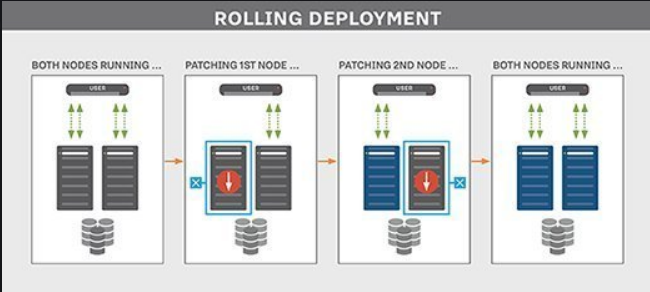 ROLLING DEPLOYMENT
BOTH NODES RUNNING ...
PATCHING 1ST NODE ...
PATCHING 2ND NODE ...
BOTH NODES RUNNING ...
USER
USER
USER
USER